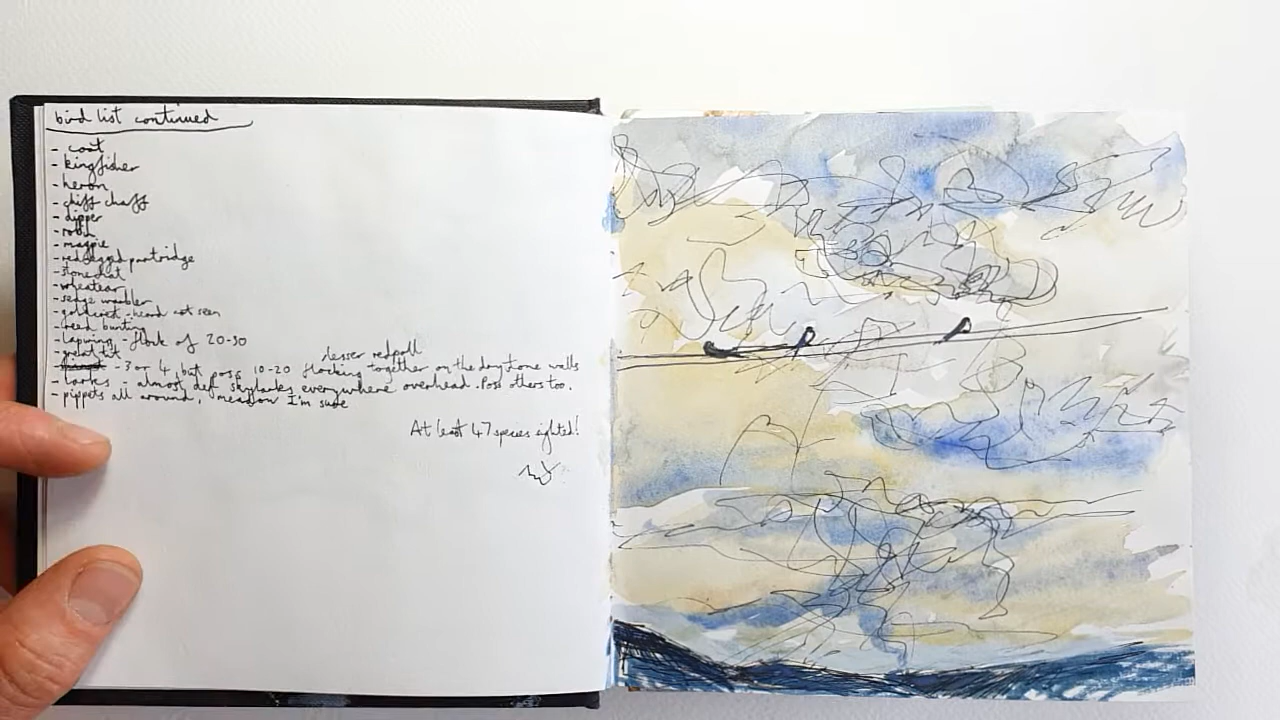 bird list continued
- coot
- kingfisher
- heron
- chiff chaff
- dipper
- robin
- magpie
- red legged partridge
- stonechat
- wheatear
- sedge warbler
- goldcrest - heard not seen
- reed bunting
- lapwing - flock of 20-30
- great tit
lesser redpoll
- 3 or 4, but poss 10-20 flocking together on the drystone walls
- larks - almost def skylarks everywhere overhead. Poss others too.
- pippets all around, meadow I'm sure
At least 47 species sighted!